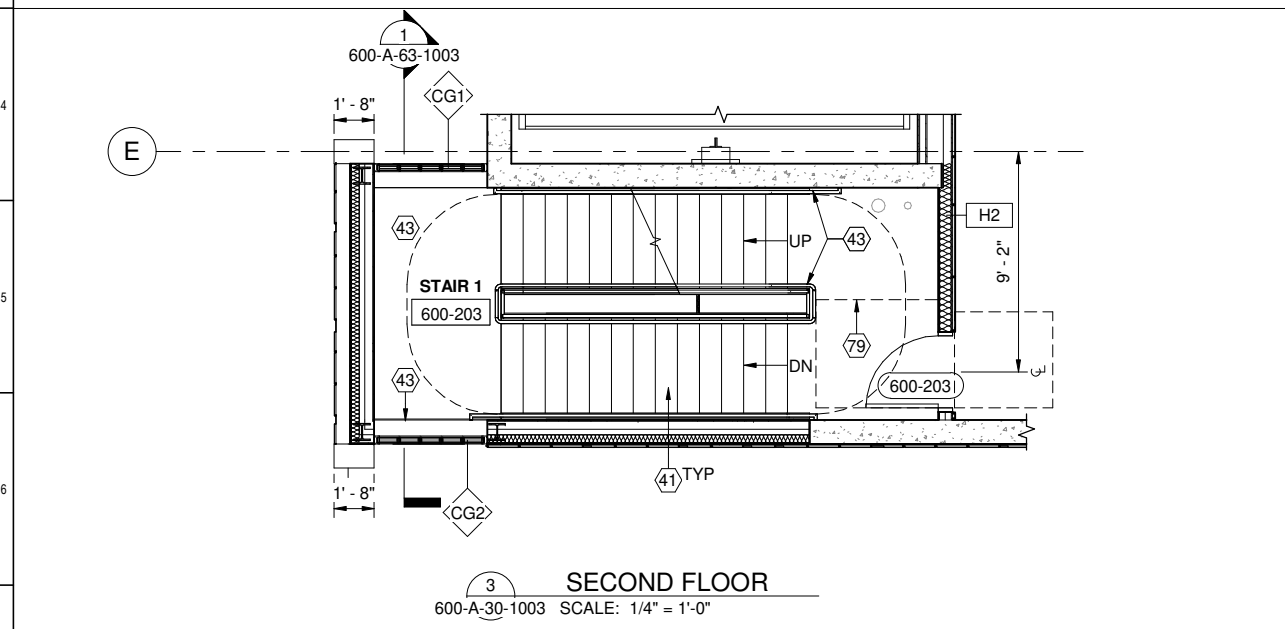 1
600-A-63-1003
4
1' - 8"
CG1
E
H2
43
UP
43
9' - 2"
STAIR 1
5
600-203
79
DN
℄
43
600-203
41 TYP
6
1' - 8"
CG2
3
SECOND FLOOR
600-A-30-1003 SCALE: 1/4" = 1'-0"